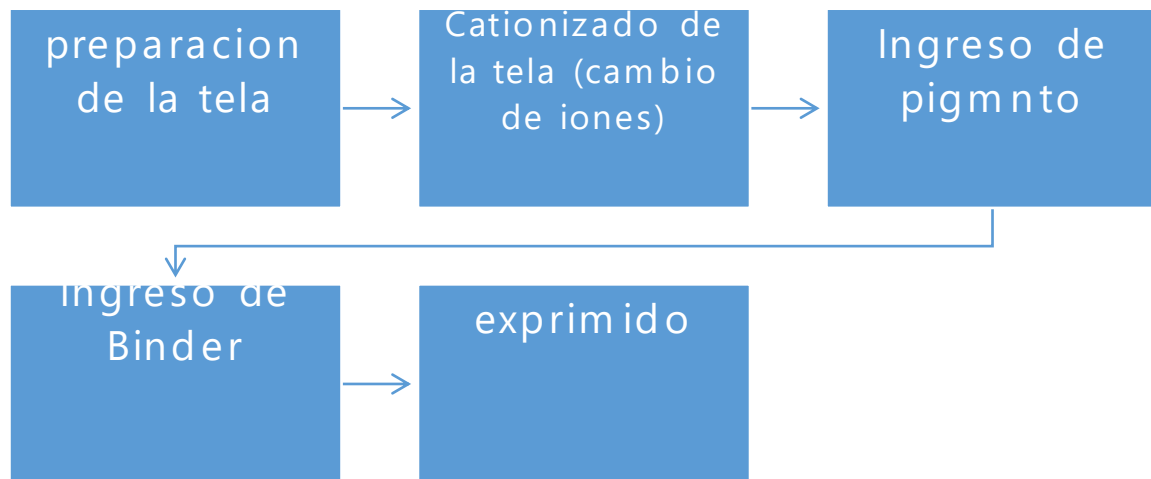 preparacion
de la tela
Cationizado de
la tela (cambio
de iones)
Ingreso de
pigmnto
Ingreso de
Binder
exprimido